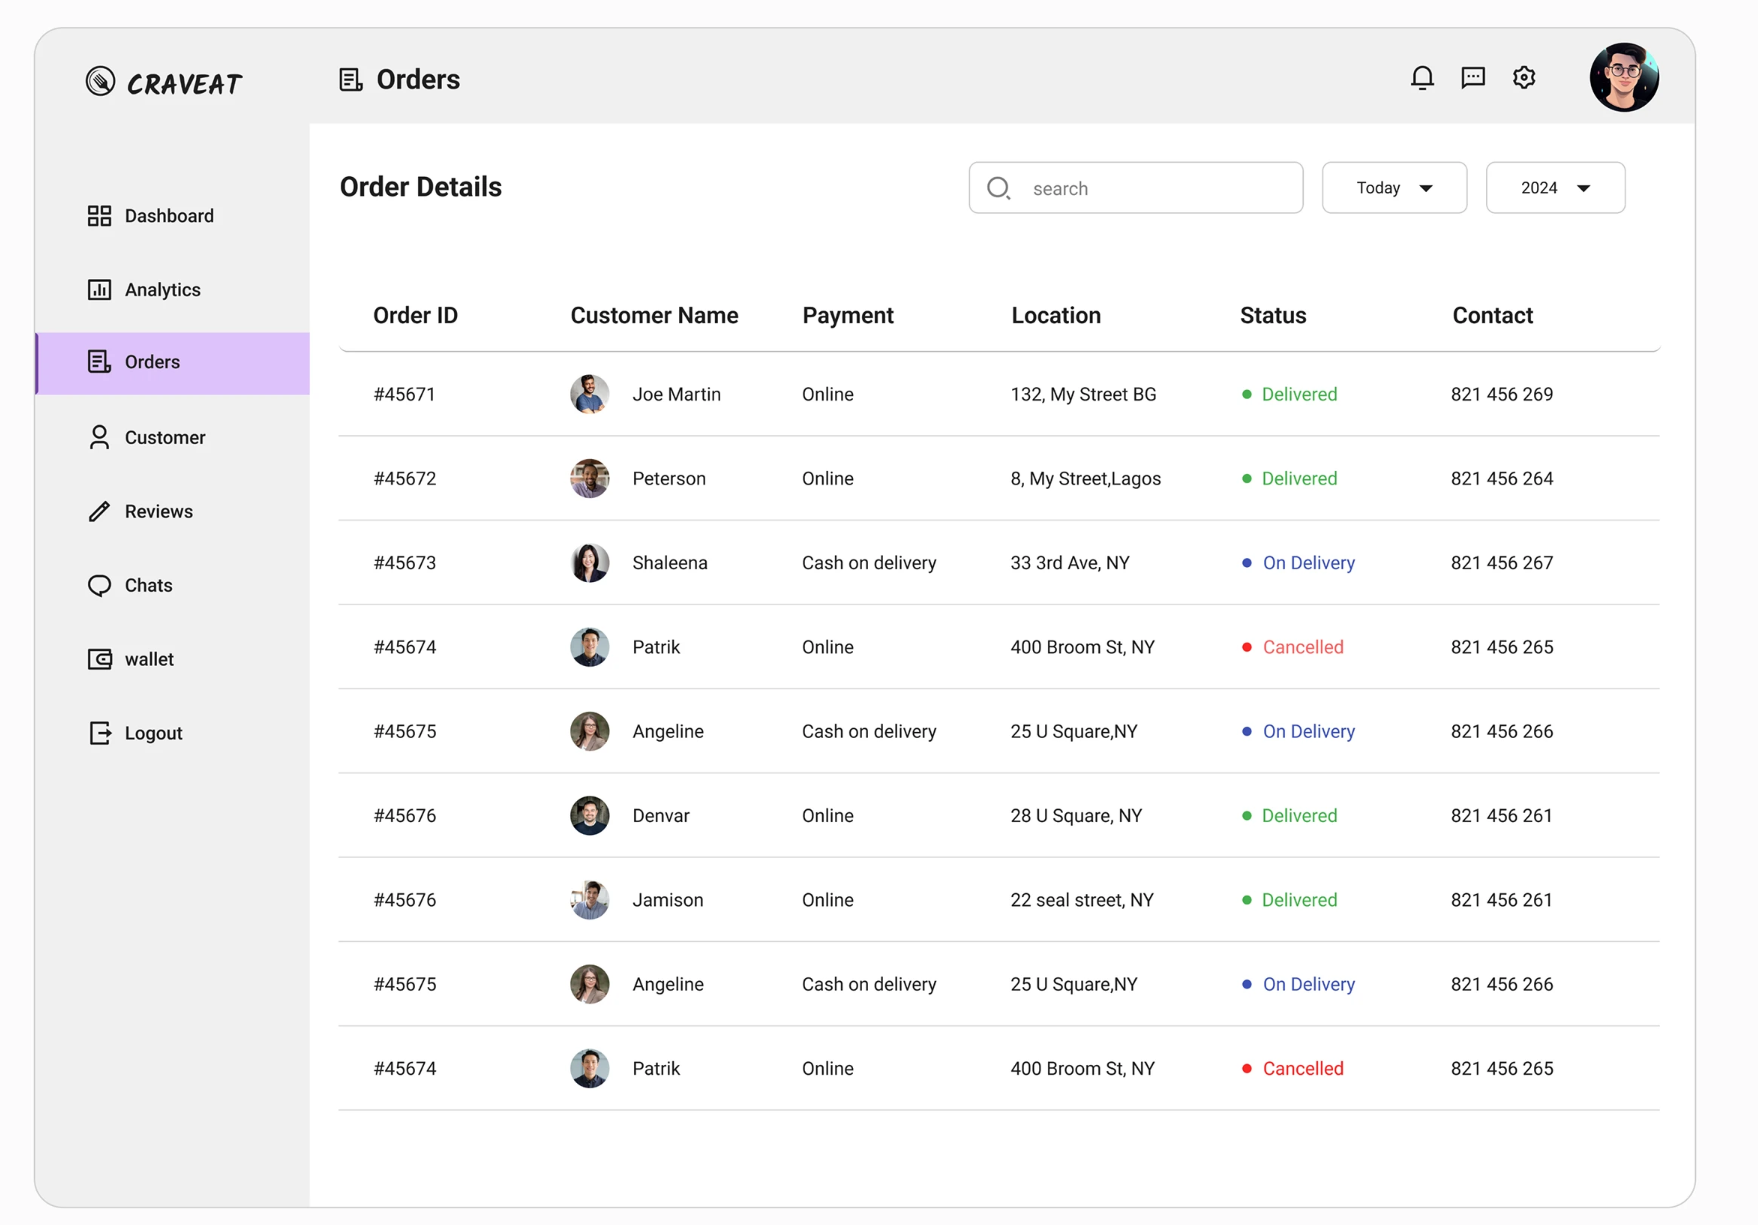 CRAVEAT
Orders
Dashboard
Analytics
Orders
Customer
Reviews
Chats
wallet
Logout
Order Details
search
Today
2024
Order ID Customer Name Payment Location Status Contact
#45671 Joe Martin Online 132, My Street BG Delivered 821 456 269
#45672 Peterson Online 8, My Street,Lagos Delivered 821 456 264
#45673 Shaleena Cash on delivery 33 3rd Ave, NY On Delivery 821 456 267
#45674 Patrik Online 400 Broom St, NY Cancelled 821 456 265
#45675 Angeline Cash on delivery 25 U Square,NY On Delivery 821 456 266
#45676 Denvar Online 28 U Square, NY Delivered 821 456 261
#45676 Jamison Online 22 seal street, NY Delivered 821 456 261
#45675 Angeline Cash on delivery 25 U Square,NY On Delivery 821 456 266
#45674 Patrik Online 400 Broom St, NY Cancelled 821 456 265